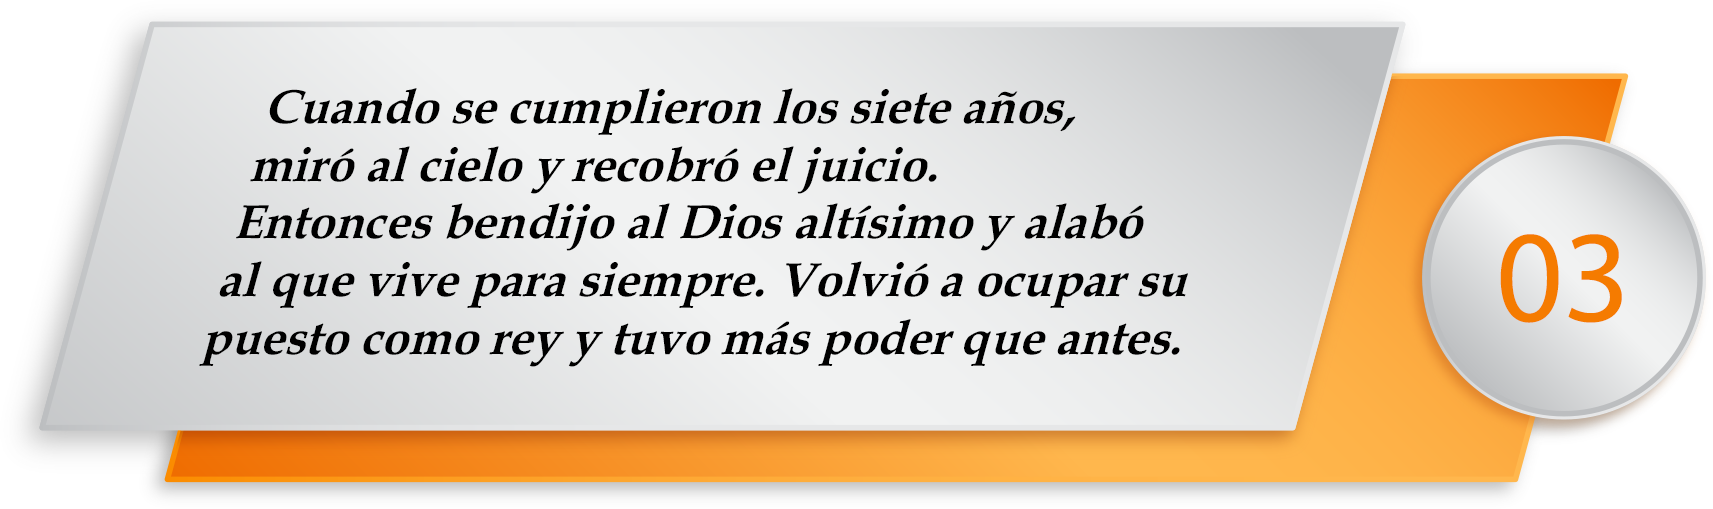 Cuando se cumplieron los siete años,
miró al cielo y recobró el juicio.
Entonces bendijo al Dios altísimo y alabó
al que vive para siempre. Volvió a ocupar su
puesto como rey y tuvo más poder que antes.
03